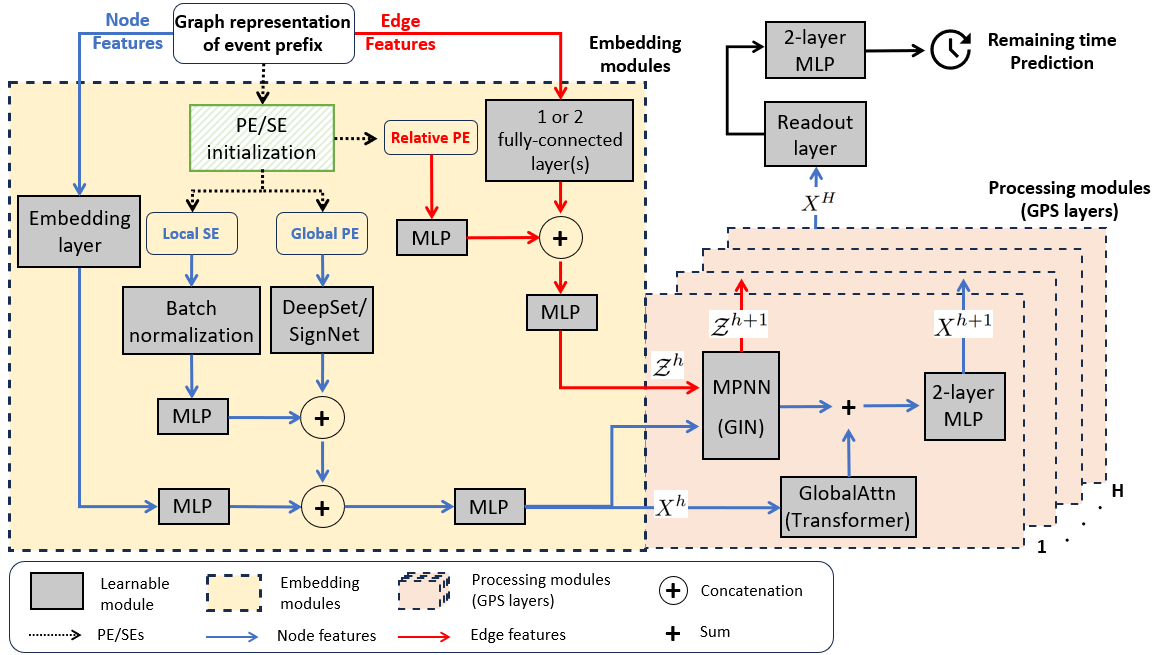 Node
Features
Graph representation
of event prefix
Edge
Features
Embedding
modules
2-layer
MLP
Remaining time
Prediction
PE/SE
initialization
Relative PE
1 or 2
fully-connected
layer(s)
Readout
layer
Embedding
layer
Local SE
Global PE
MLP
+
X^H
Processing modules
(GPS layers)
Batch
normalization
DeepSet/
SignNet
MLP
Z^{h+1}
X^{h+1}
Z^h
MPNN
(GIN)
+
2-layer
MLP
MLP
+
MLP
+
MLP
X^h
GlobalAttn
(Transformer)
H
1
Learnable
module
Embedding
modules
Processing modules
(GPS layers)
+
Concatenation
PE/SEs
Node features
Edge features
+
Sum